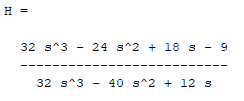 H =
32 s^3 - 24 s^2 + 18 s - 9
--------------------------
32 s^3 - 40 s^2 + 12 s